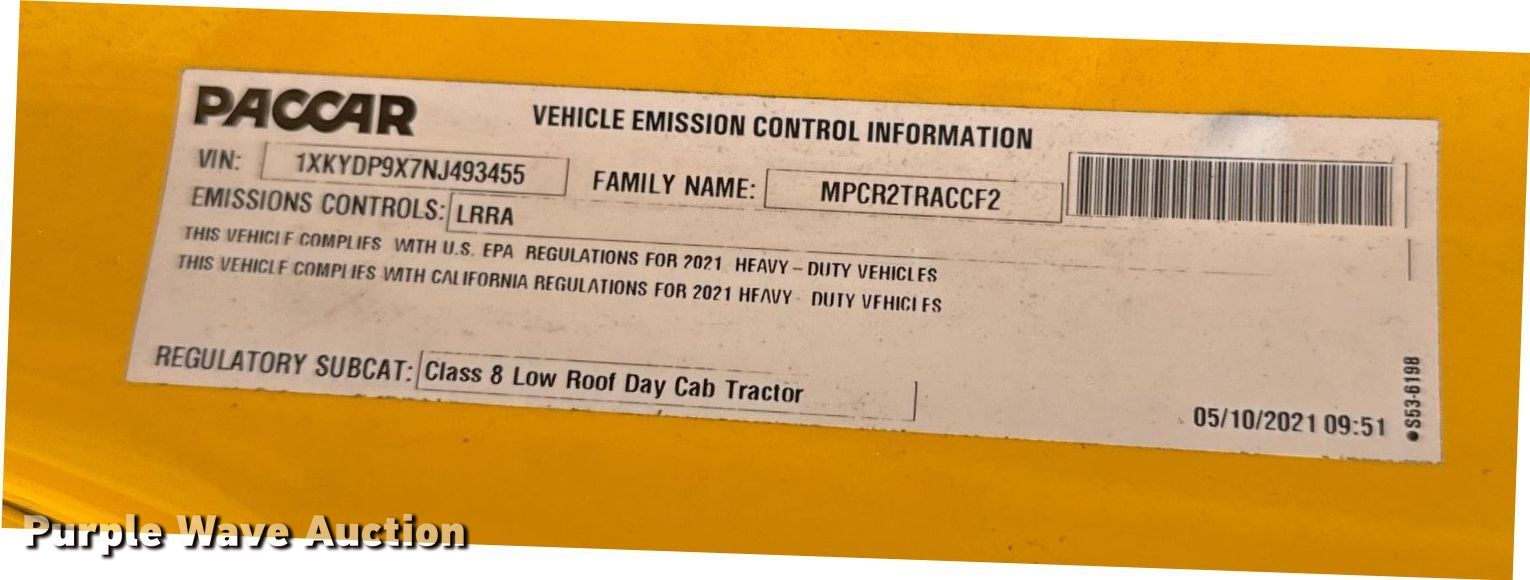 PACCAR
VEHICLE EMISSION CONTROL INFORMATION
VIN: 1XKYDP9X7NJ493455 FAMILY NAME: MPCR2TRACCF2
EMISSIONS CONTROLS: LRRA
THIS VEHICLE COMPLIES WITH U.S. EPA REGULATIONS FOR 2021 HEAVY-DUTY VEHICLES
THIS VEHICLE COMPLIES WITH CALIFORNIA REGULATIONS FOR 2021 HEAVY-DUTY VEHICLES
REGULATORY SUBCAT: Class 8 Low Roof Day Cab Tractor
05/10/2021 09:51
●S53-6198
Purple Wave Auction